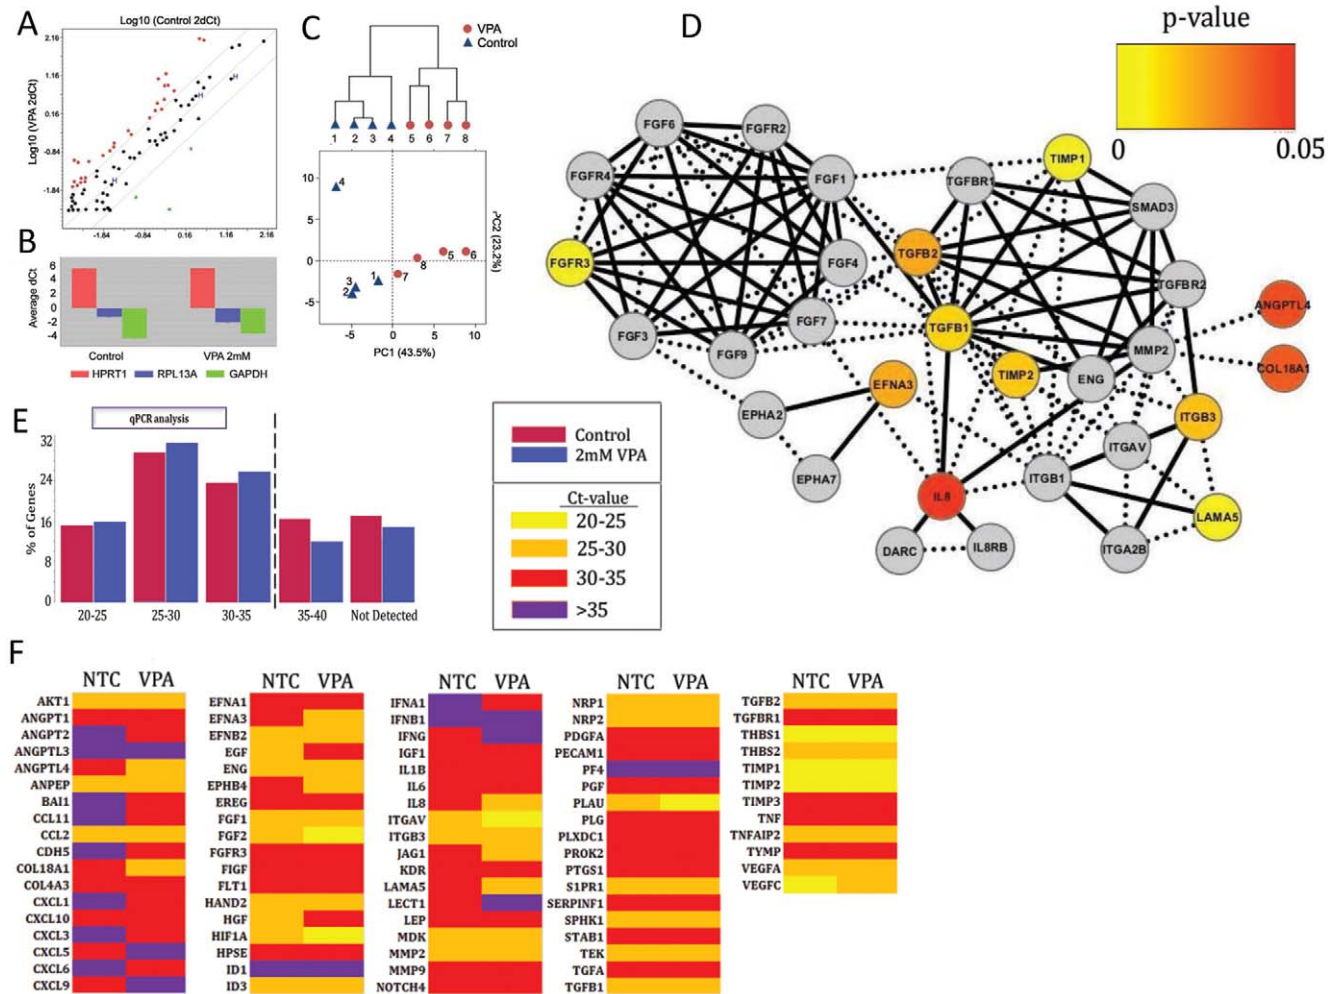 A
Log10 (Control 2dCt)
Log10 (VPA 2dCt)
2.16
1.16
0.16
-0.84
-1.84
-1.84 -0.84 0.16 1.16 2.16
H
H
H
B
Average dCt
6
4
2
0
-2
-4
Control VPA 2mM
HPRT1 RPL13A GAPDH
C
VPA
Control
1 2 3 4 5 6 7 8
10
5
0
-5
4
3
2
1
7
8
5
6
-5 0 5 10
PC1 (43.5%)
PC2 (23.2%)
D
p-value
0 0.05
FGF6
FGFR2
FGFR4
FGF1
FGFR3
FGF4
FGF3
FGF9
FGF7
TGFBR1
TIMP1
SMAD3
TGFB2
TGFBR2
TGFB1
MMP2
ANGPTL4
COL18A1
TIMP2
ENG
EFNA3
EPHA2
EPHA7
ITGB3
ITGAV
ITGB1
IL8
LAMA5
DARC
IL8RB
ITGA2B
E
qPCR analysis
% of Genes
32
24
16
8
0
20-25 25-30 30-35 35-40 Not Detected
Control
2mM VPA
Ct-value
20-25
25-30
30-35
>35
F
NTC VPA
AKT1
ANGPT1
ANGPT2
ANGPTL3
ANGPTL4
ANPEP
BAI1
CCL11
CCL2
CDH5
COL18A1
COL4A3
CXCL1
CXCL10
CXCL3
CXCL5
CXCL6
CXCL9
NTC VPA
EFNA1
EFNA3
EFNB2
EGF
ENG
EPHB4
EREG
FGF1
FGF2
FGFR3
FIGF
FLT1
HAND2
HGF
HIF1A
HPSE
ID1
ID3
NTC VPA
IFNA1
IFNB1
IFNG
IGF1
IL1B
IL6
IL8
ITGAV
ITGB3
JAG1
KDR
LAMA5
LECT1
LEP
MDK
MMP2
MMP9
NOTCH4
NTC VPA
NRP1
NRP2
PDGFA
PECAM1
PF4
PGF
PLAU
PLG
PLXDC1
PROK2
PTGS1
S1PR1
SERPINF1
SPHK1
STAB1
TEK
TGFA
TGFB1
NTC VPA
TGFB2
TGFBR1
THBS1
THBS2
TIMP1
TIMP2
TIMP3
TNF
TNFAIP2
TYMP
VEGFA
VEGFC